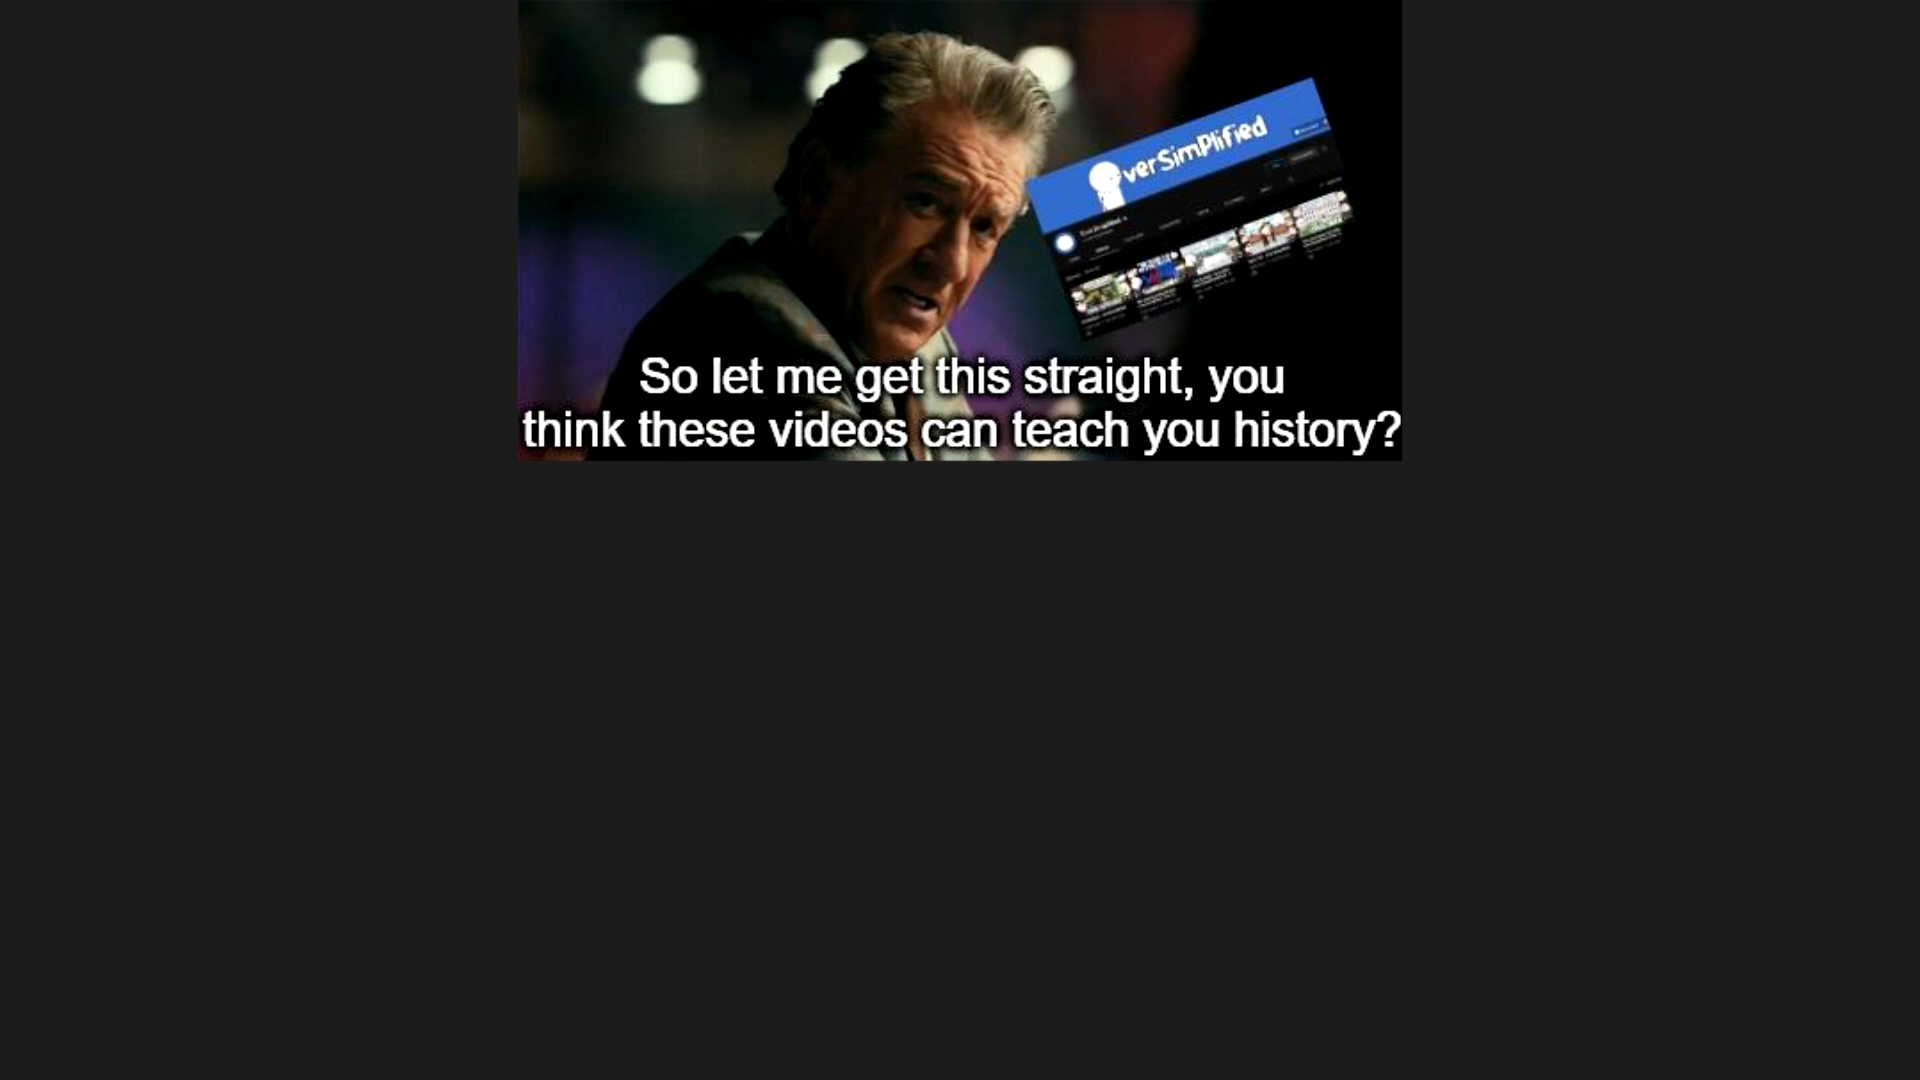 verSimPlified
So let me get this straight, you
think these videos can teach you history?